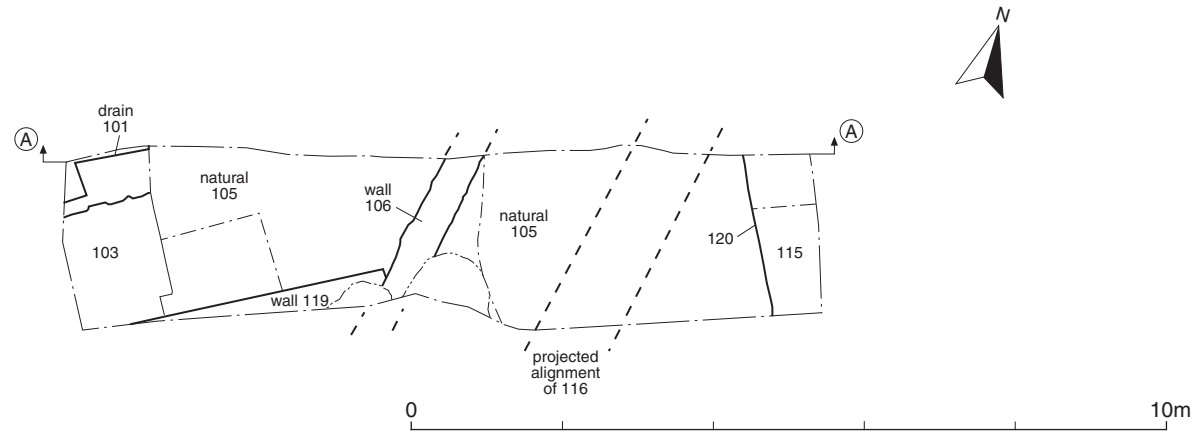 N
A
drain
101
A
natural
105
wall
106
natural
105
120
115
103
wall 119
projected
alignment
of 116
0
10m